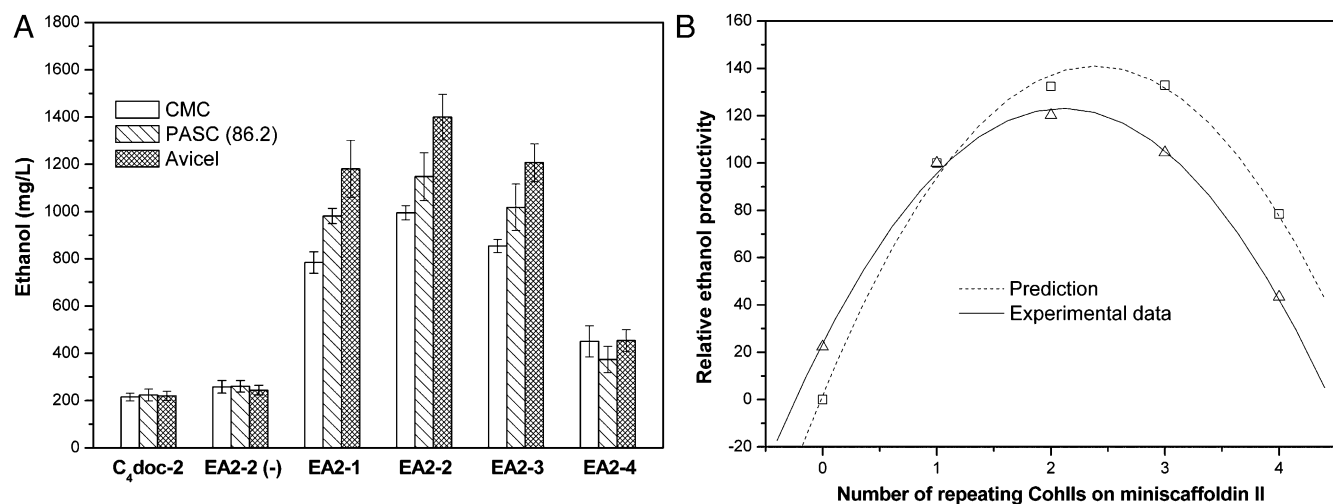 A
Ethanol (mg/L)
1800
1600
1400
1200
1000
800
600
400
200
0
CMC
PASC (86.2)
Avicel
C₄doc-2 EA2-2 (-) EA2-1 EA2-2 EA2-3 EA2-4
B
Relative ethanol productivity
160
140
120
100
80
60
40
20
0
-20
Prediction
Experimental data
0 1 2 3 4
Number of repeating CohIIs on miniscaffoldin II